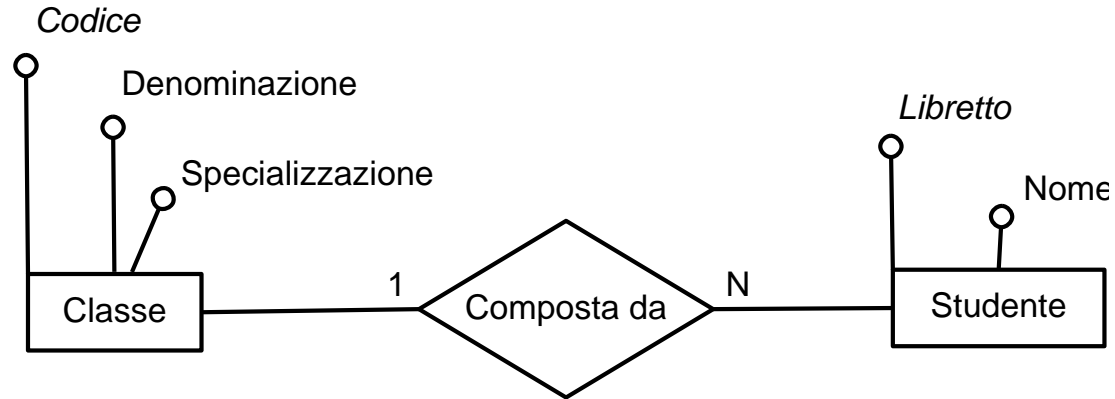 Codice
Denominazione
Specializzazione
Libretto
Nome
Classe
1
Composta da
N
Studente